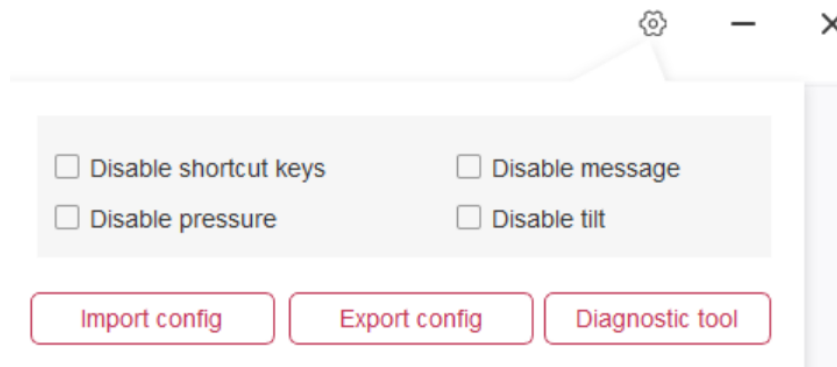 Disable shortcut keys
Disable message
Disable pressure
Disable tilt
Import config
Export config
Diagnostic tool